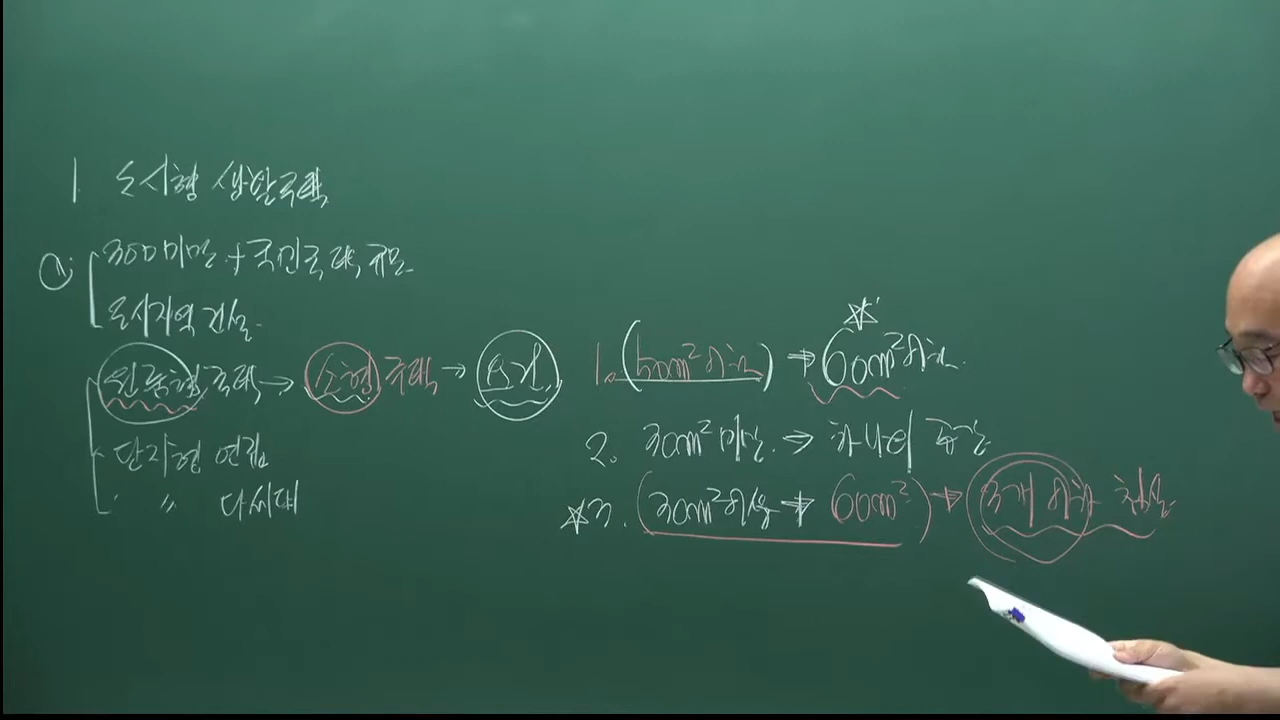 1. 도시형 생활주택
① 300미만 + 국민주택 규모
도시지역 건설
원룸형 주택 → 소형 주택 → 요건
단지형 연립
〃 다세대
1. (50m² 이하) ⇒ 60m² 이하
2. 30m² 미만 ⇒ 하나의 공간
☆3. (30m² 이상 → 60m²) → 3개 이하 침실